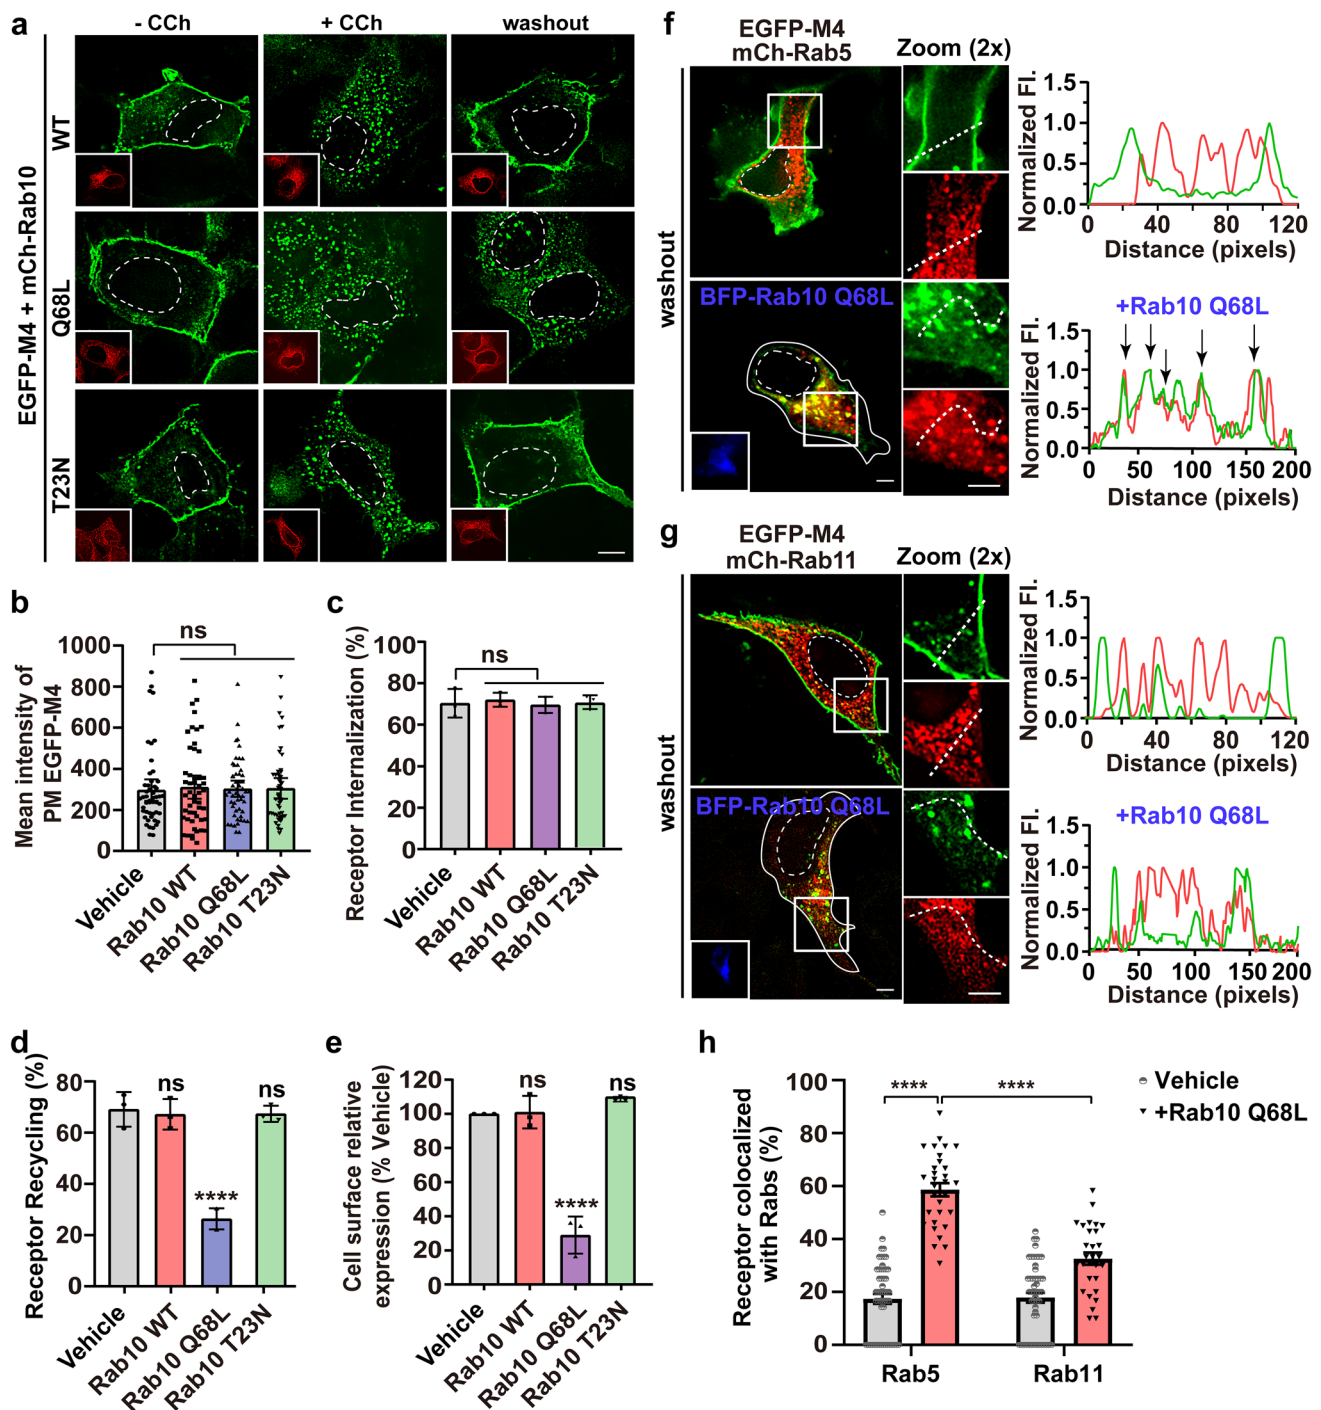 a
- CCh
+ CCh
washout
EGFP-M4 + mCh-Rab10
WT
Q68L
T23N
b
Mean intensity of
PM EGFP-M4
1000
800
600
400
200
0
ns
Vehicle
Rab10 WT
Rab10 Q68L
Rab10 T23N
c
Receptor Internalization (%)
100
80
60
40
20
0
ns
Vehicle
Rab10 WT
Rab10 Q68L
Rab10 T23N
d
Receptor Recycling (%)
80
60
40
20
0
ns
****
ns
Vehicle
Rab10 WT
Rab10 Q68L
Rab10 T23N
e
Cell surface relative
expression (% Vehicle)
120
100
80
60
40
20
0
ns
****
ns
Vehicle
Rab10 WT
Rab10 Q68L
Rab10 T23N
f
EGFP-M4
mCh-Rab5
Zoom (2x)
washout
BFP-Rab10 Q68L
Normalized Fl.
1.5
1.0
0.5
0.0
0 40 80 120
Distance (pixels)
+Rab10 Q68L
Normalized Fl.
1.5
1.0
0.5
0
0 50 100 150 200
Distance (pixels)
g
EGFP-M4
mCh-Rab11
Zoom (2x)
washout
BFP-Rab10 Q68L
Normalized Fl.
1.5
1.0
0.5
0
0 40 80 120
Distance (pixels)
+Rab10 Q68L
Normalized Fl.
1.5
1.0
0.5
0
0 50 100 150 200
Distance (pixels)
h
Receptor colocalized
with Rabs (%)
100
80
60
40
20
0
****
****
Vehicle
+Rab10 Q68L
Rab5
Rab11